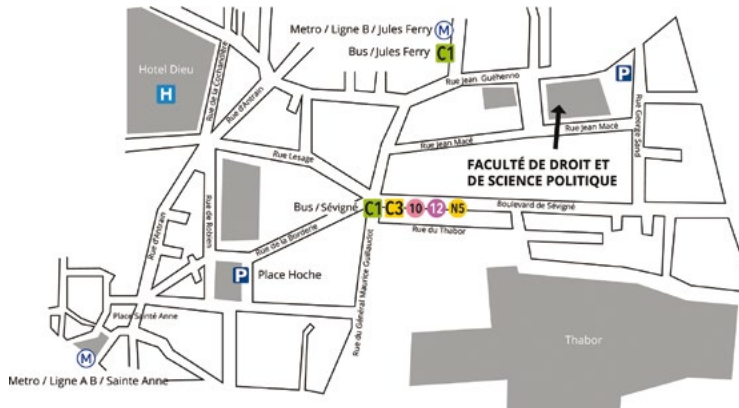 Metro / Ligne B / Jules Ferry M
Bus / Jules Ferry C1
Hotel Dieu
H
Rue de la Cornandière
Rue d'Antrain
Rue Jean Guéhenno
P
Rue George Sand
Rue Jean Macé
Rue Jean Macé
FACULTÉ DE DROIT ET
DE SCIENCE POLITIQUE
Rue Lesage
Bus / Sévigné C1 C3 10 12 N5
Boulevard de Sévigné
Rue du Thabor
Rue de Robien
Rue de la Borderie
Rue d'Antrain
P Place Hoche
Rue du Général Maurice Guillaudot
Place Sainte Anne
Thabor
M
Metro / Ligne A B / Sainte Anne